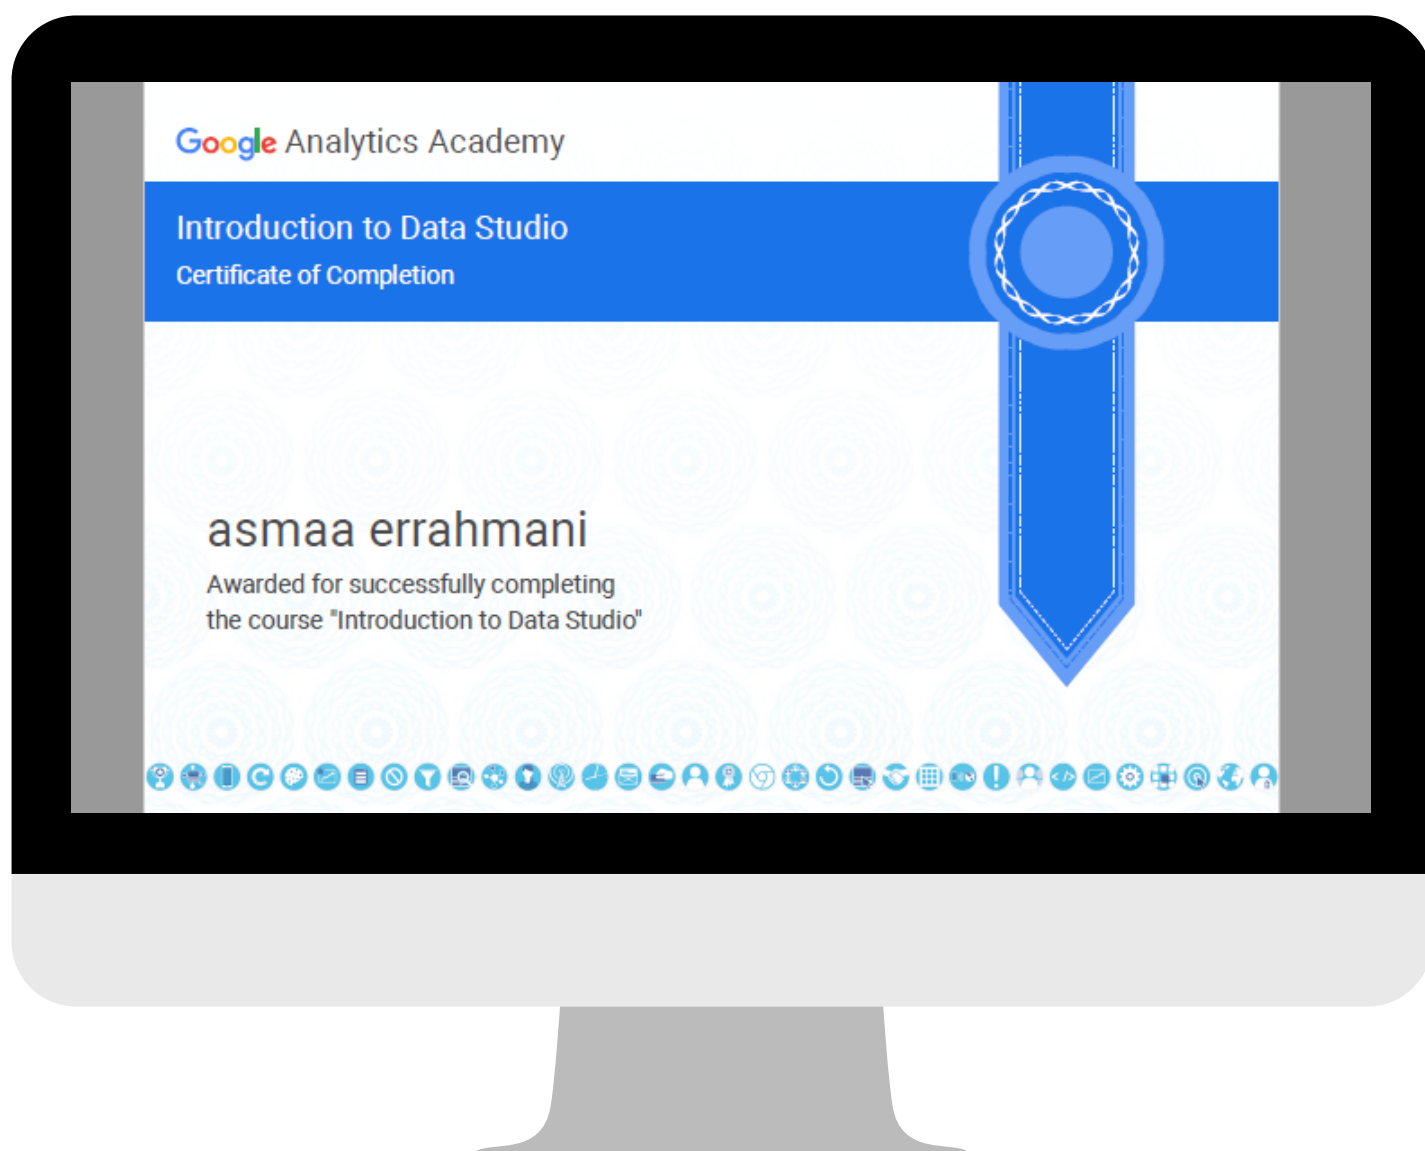 Google Analytics Academy
Introduction to Data Studio
Certificate of Completion
asmaa errahmani
Awarded for successfully completing
the course "Introduction to Data Studio"